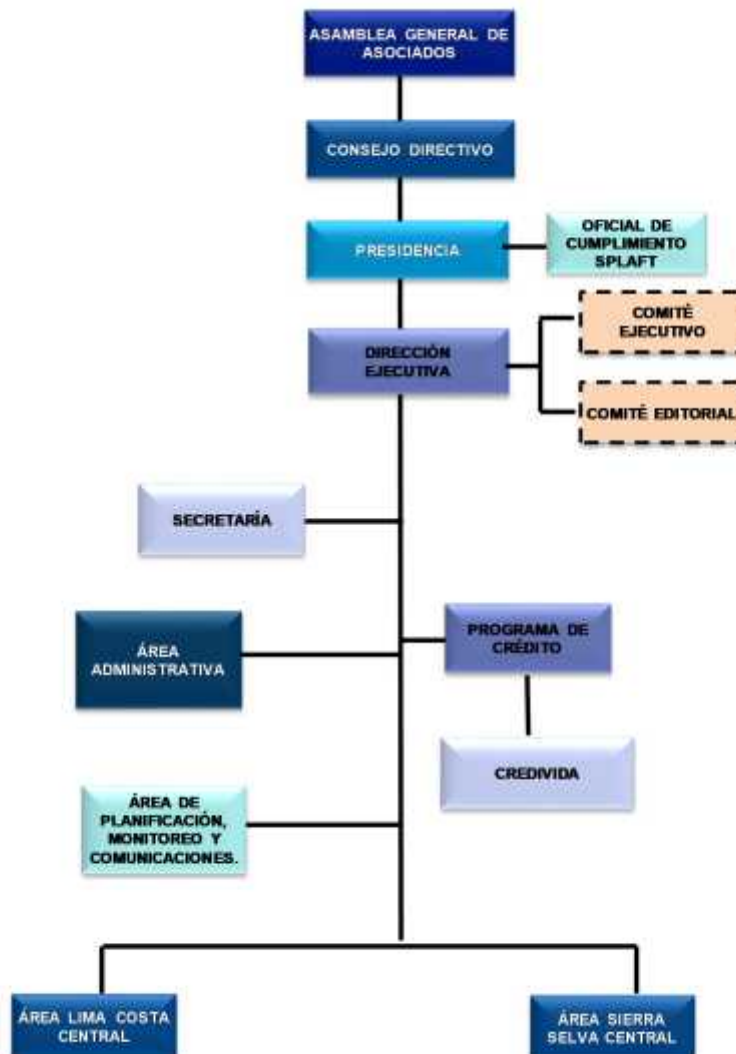 ASAMBLEA GENERAL DE
ASOCIADOS
CONSEJO DIRECTIVO
PRESIDENCIA
OFICIAL DE
CUMPLIMIENTO
SPLAFT
COMITÉ
EJECUTIVO
DIRECCIÓN
EJECUTIVA
COMITÉ EDITORIAL
SECRETARÍA
PROGRAMA DE
CRÉDITO
ÁREA
ADMINISTRATIVA
CREDIVIDA
ÁREA DE
PLANIFICACIÓN,
MONITOREO Y
COMUNICACIONES.
ÁREA LIMA COSTA
CENTRAL
ÁREA SIERRA
SELVA CENTRAL